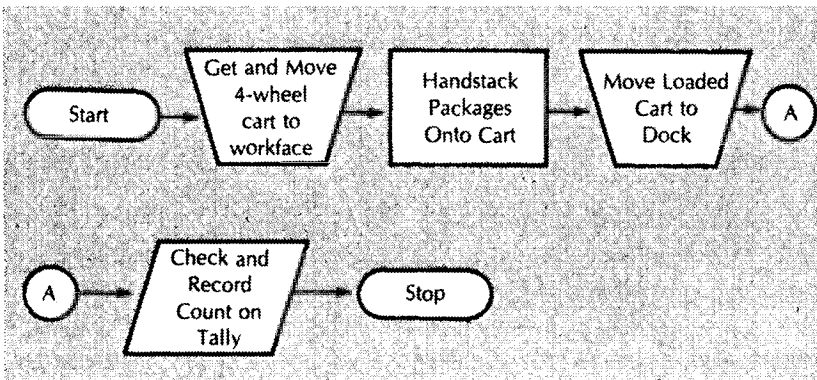 Start
Get and Move
4-wheel
cart to
workface
Handstack
Packages
Onto Cart
Move Loaded
Cart to
Dock
A
A
Check and
Record
Count on
Tally
Stop